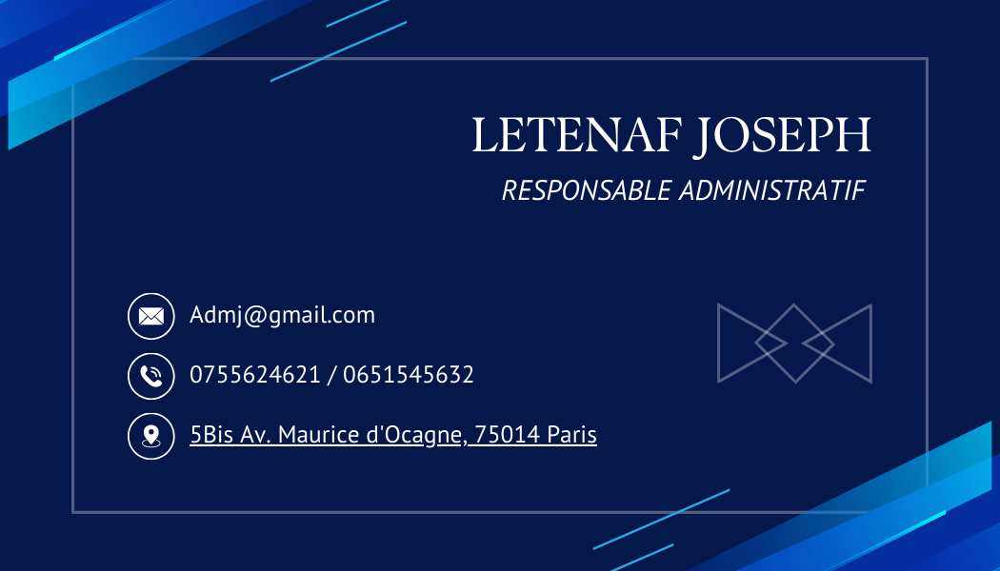 LETENAF JOSEPH
RESPONSABLE ADMINISTRATIF
Admj@gmail.com
0755624621 / 0651545632
5Bis Av. Maurice d'Ocagne, 75014 Paris